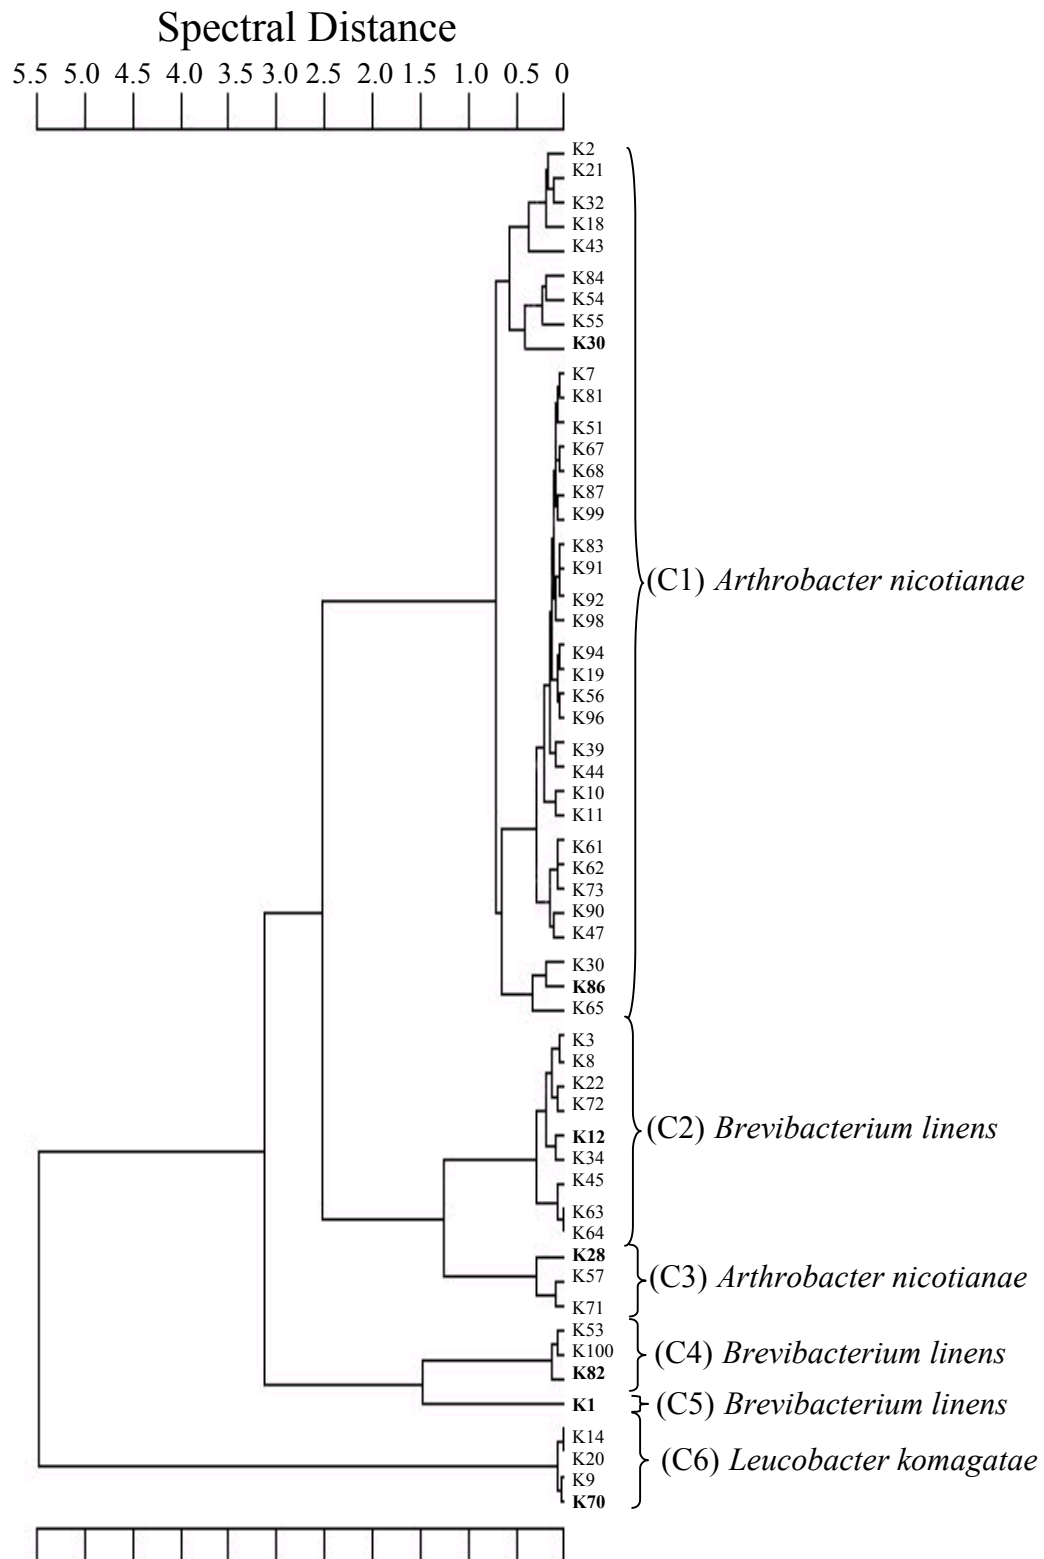 Spectral Distance
5.5 5.0 4.5 4.0 3.5 3.0 2.5 2.0 1.5 1.0 0.5 0
K2
K21
K32
K18
K43
K84
K54
K55
K30
K7
K81
K51
K67
K68
K87
K99
K83
K91
(C1) Arthrobacter nicotianae
K92
K98
K94
K19
K56
K96
K39
K44
K10
K11
K61
K62
K73
K90
K47
K30
K86
K65
K3
K8
K22
K72
(C2) Brevibacterium linens
K12
K34
K45
K63
K64
K28
K57
(C3) Arthrobacter nicotianae
K71
K53
K100
(C4) Brevibacterium linens
K82
K1
(C5) Brevibacterium linens
K14
K20
(C6) Leucobacter komagatae
K9
K70